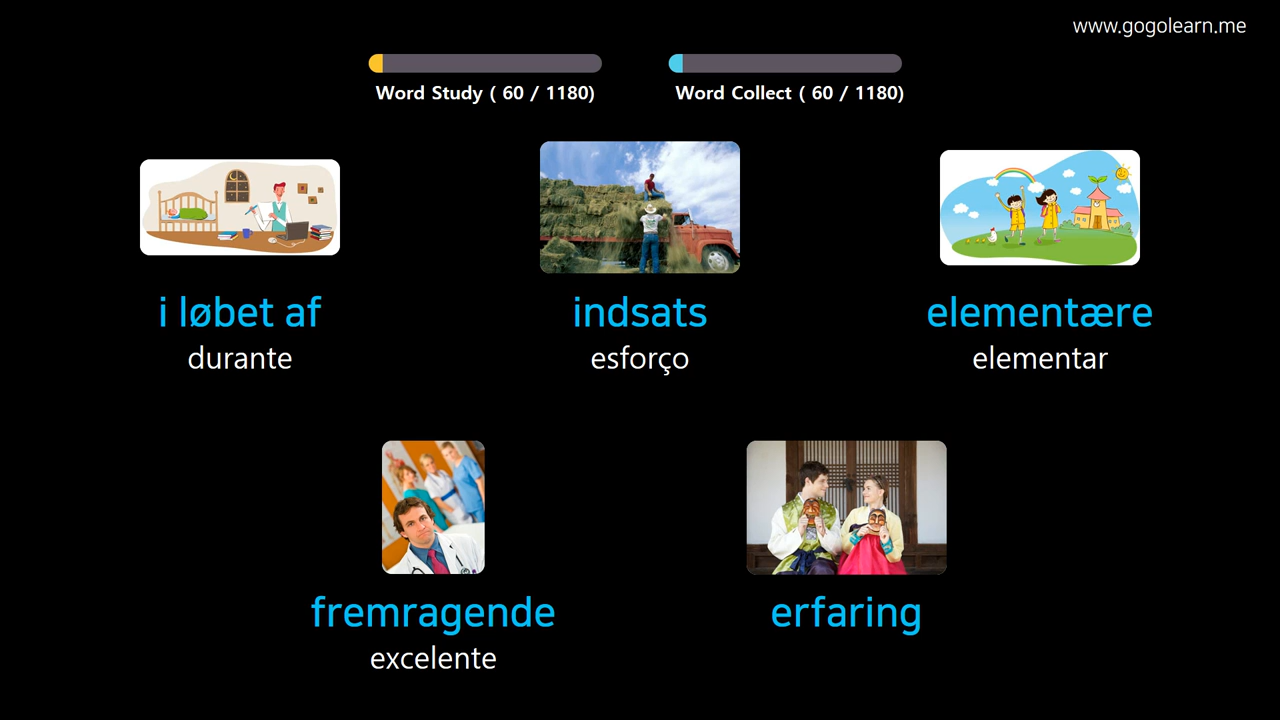 www.gogolearn.me
Word Study ( 60 / 1180)
Word Collect ( 60 / 1180)
i løbet af
durante
indsats
esforço
elementære
elementar
fremragende
excelente
erfaring